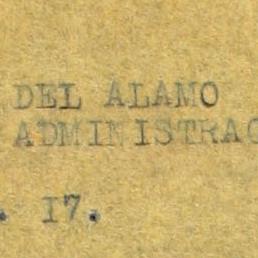 DEL ALAMO
ADMINISTRAC
. 17.